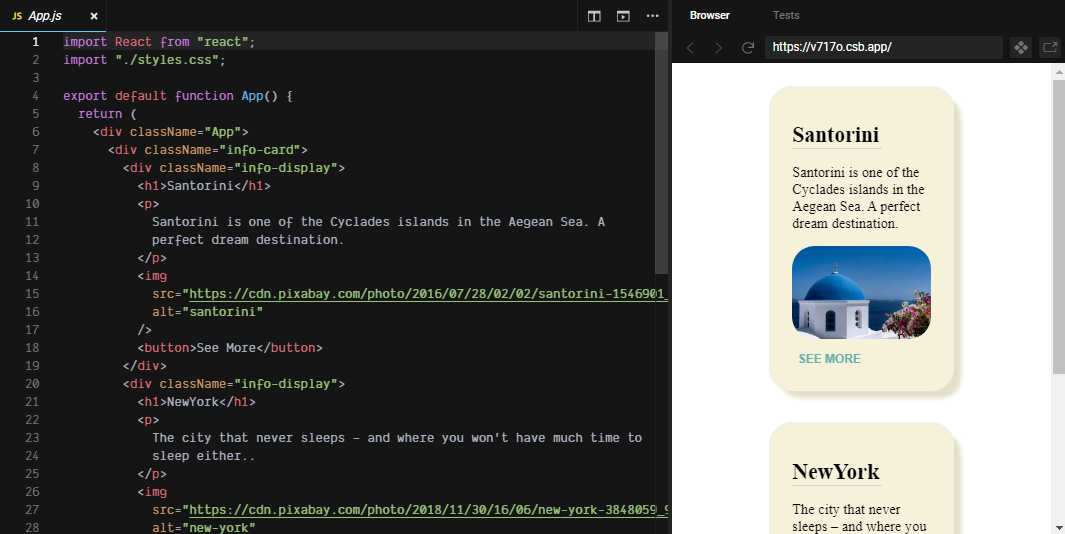 JS App.js ×
1 import React from "react";
2 import "./styles.css";
3
4 export default function App() {
5 return (
6 <div className="App">
7 <div className="info-card">
8 <div className="info-display">
9 <h1>Santorini</h1>
10 <p>
11 Santorini is one of the Cyclades islands in the Aegean Sea. A
12 perfect dream destination.
13 </p>
14 <img
15 src="https://cdn.pixabay.com/photo/2016/07/28/02/02/santorini-1546901_
16 alt="santorini"
17 />
18 <button>See More</button>
19 </div>
20 <div className="info-display">
21 <h1>NewYork</h1>
22 <p>
23 The city that never sleeps – and where you won't have much time to
24 sleep either..
25 </p>
26 <img
27 src="https://cdn.pixabay.com/photo/2018/11/30/16/06/new-york-3848059_9
28 alt="new-york"
Browser Tests
https://v717o.csb.app/
Santorini
Santorini is one of the
Cyclades islands in the
Aegean Sea. A perfect
dream destination.
SEE MORE
NewYork
The city that never
sleeps – and where you